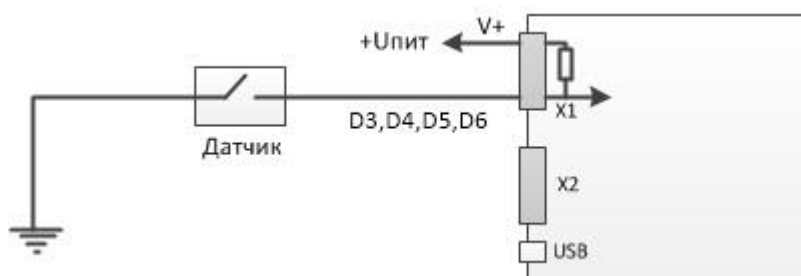 V+
+Uпит
X1
D3,D4,D5,D6
Датчик
X2
USB